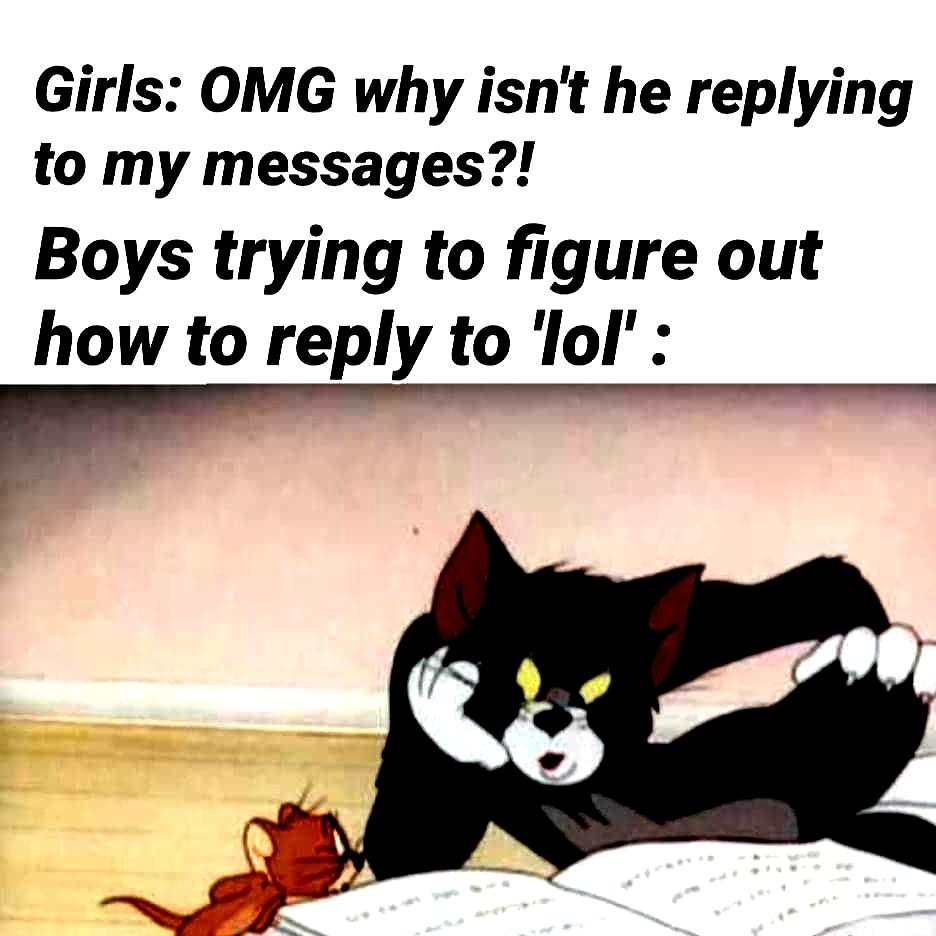 Girls: OMG why isn't he replying
to my messages?!
Boys trying to figure out
how to reply to 'lol' :